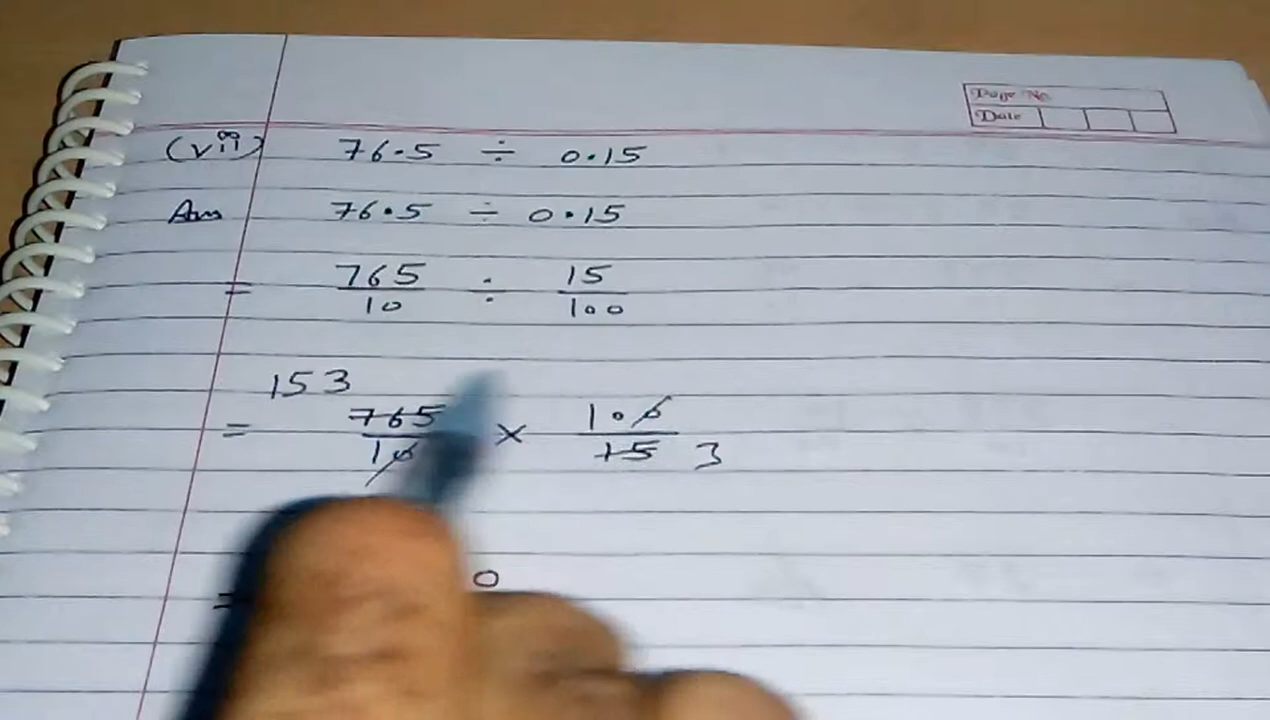 Page No.
Date
(vii) 76.5 ÷ 0.15
Ans 76.5 ÷ 0.15
= 765/10 ÷ 15/100
153
= 765/10 × 100/15 3
= 0